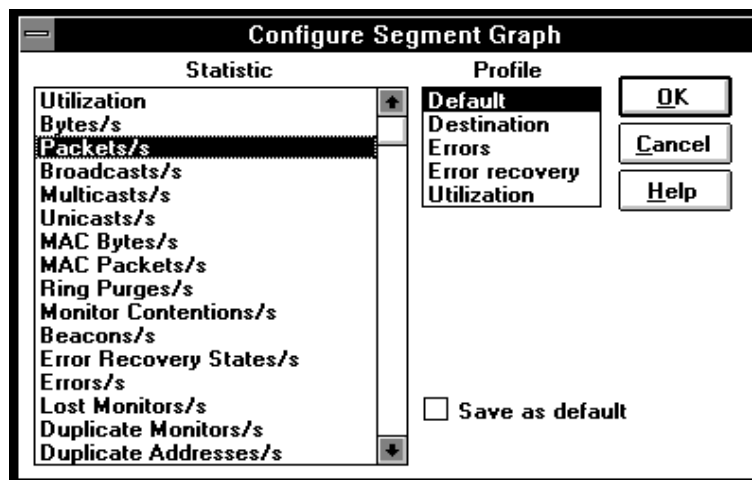 Configure Segment Graph
Statistic
Utilization
Bytes/s
Packets/s
Broadcasts/s
Multicasts/s
Unicasts/s
MAC Bytes/s
MAC Packets/s
Ring Purges/s
Monitor Contentions/s
Beacons/s
Error Recovery States/s
Errors/s
Lost Monitors/s
Duplicate Monitors/s
Duplicate Addresses/s
Profile
Default
Destination
Errors
Error recovery
Utilization
OK
Cancel
Help
Save as default